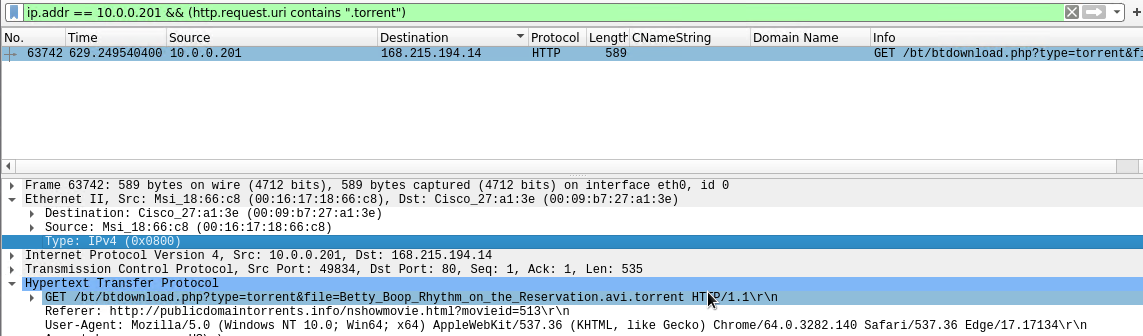 ip.addr == 10.0.0.201 && (http.request.uri contains ".torrent")
No. Time Source Destination Protocol Length CNameString Domain Name Info
63742 629.249540400 10.0.0.201 168.215.194.14 HTTP 589 GET /bt/btdownload.php?type=torrent&fi
Frame 63742: 589 bytes on wire (4712 bits), 589 bytes captured (4712 bits) on interface eth0, id 0
Ethernet II, Src: Msi_18:66:c8 (00:16:17:18:66:c8), Dst: Cisco_27:a1:3e (00:09:b7:27:a1:3e)
Destination: Cisco_27:a1:3e (00:09:b7:27:a1:3e)
Source: Msi_18:66:c8 (00:16:17:18:66:c8)
Type: IPv4 (0x0800)
Internet Protocol Version 4, Src: 10.0.0.201, Dst: 168.215.194.14
Transmission Control Protocol, Src Port: 49834, Dst Port: 80, Seq: 1, Ack: 1, Len: 535
Hypertext Transfer Protocol
GET /bt/btdownload.php?type=torrent&file=Betty_Boop_Rhythm_on_the_Reservation.avi.torrent HTTP/1.1\r\n
Referer: http://publicdomaintorrents.info/nshowmovie.html?movieid=513\r\n
User-Agent: Mozilla/5.0 (Windows NT 10.0; Win64; x64) AppleWebKit/537.36 (KHTML, like Gecko) Chrome/64.0.3282.140 Safari/537.36 Edge/17.17134\r\n